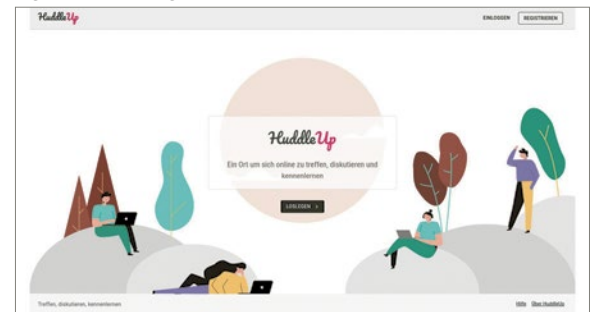 HuddleUp
EINLOGGEN REGISTRIEREN
HuddleUp
Ein Ort um sich online zu treffen, diskutieren und
kennenlernen
LOSLEGEN >
Treffen, diskutieren, kennenlernen
Hilfe Über HuddleUp